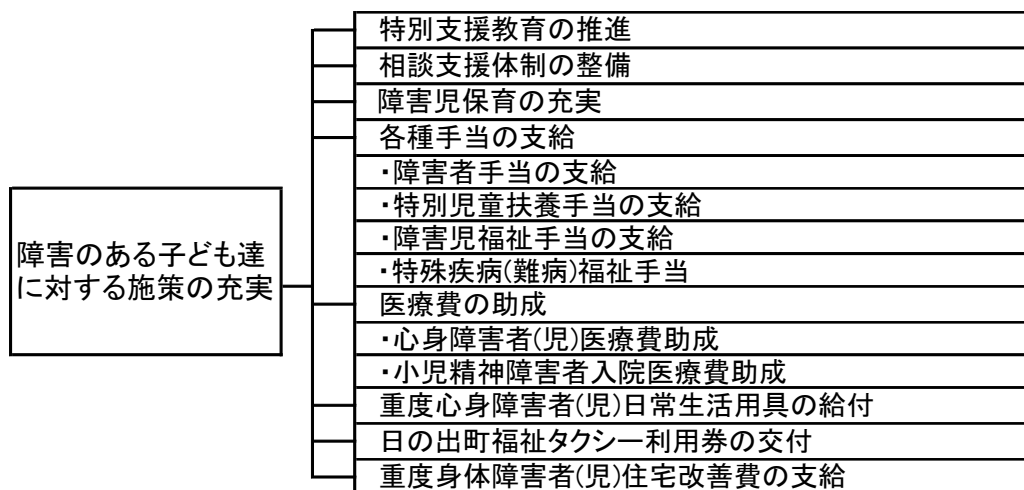 障害のある子ども達
に対する施策の充実
特別支援教育の推進
相談支援体制の整備
障害児保育の充実
各種手当の支給
・障害者手当の支給
・特別児童扶養手当の支給
・障害児福祉手当の支給
・特殊疾病(難病)福祉手当
医療費の助成
・心身障害者(児)医療費助成
・小児精神障害者入院医療費助成
重度心身障害者(児)日常生活用具の給付
日の出町福祉タクシー利用券の交付
重度身体障害者(児)住宅改善費の支給